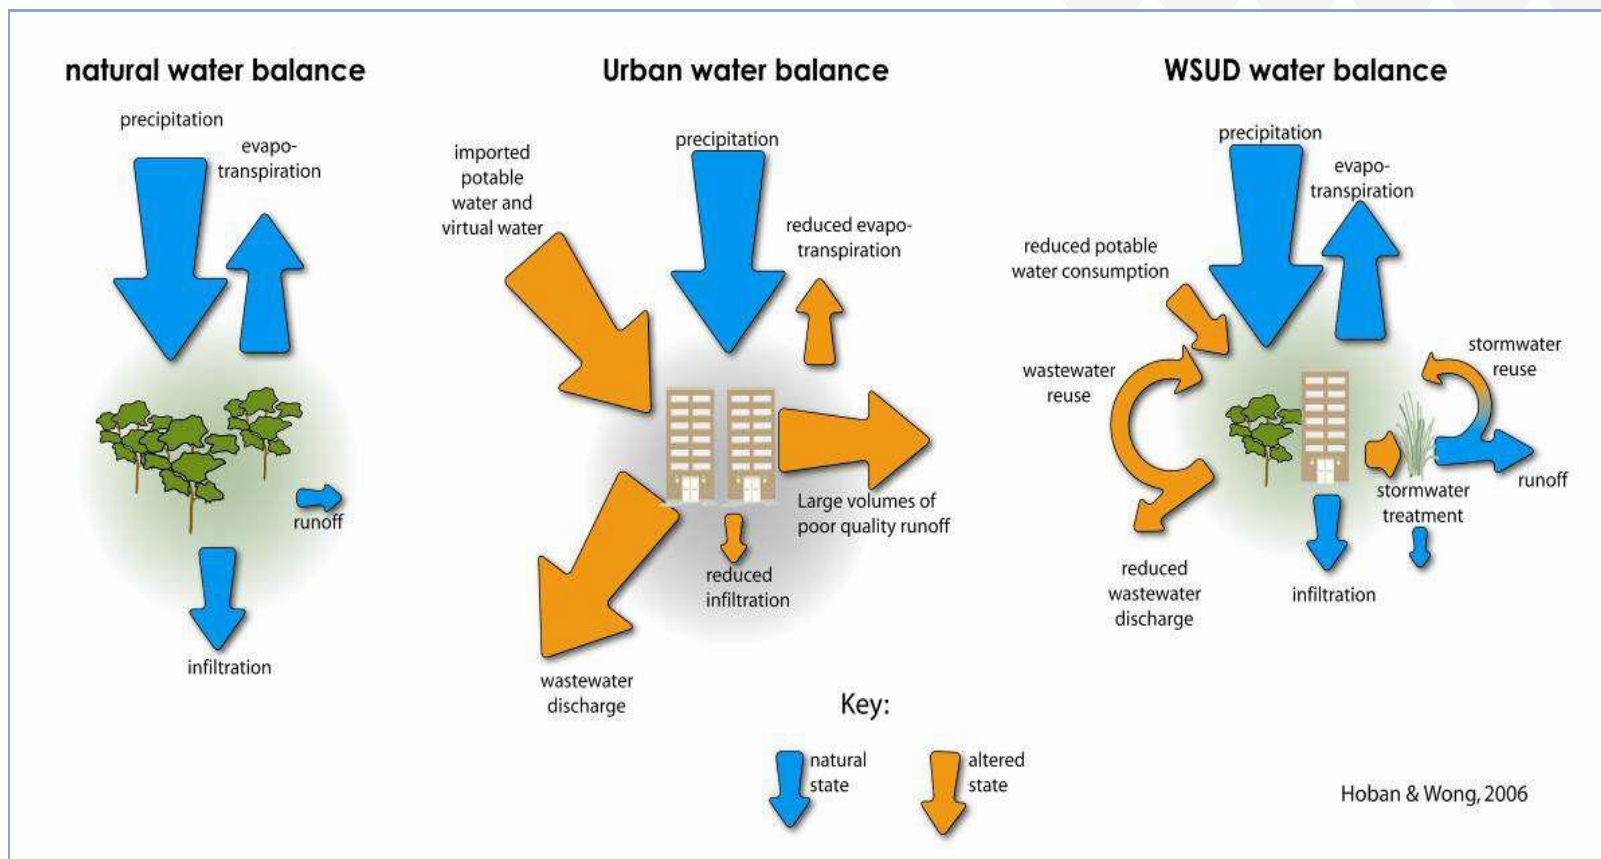 natural water balance
precipitation
evapo-
transpiration
runoff
infiltration
Urban water balance
imported
potable
water and
virtual water
precipitation
reduced evapo-
transpiration
Large volumes of
poor quality runoff
reduced
infiltration
wastewater
discharge
WSUD water balance
precipitation
evapo-
transpiration
reduced potable
water consumption
wastewater
reuse
stormwater
reuse
runoff
stormwater
treatment
reduced
wastewater
discharge
infiltration
Key:
natural
state
altered
state
Hoban & Wong, 2006